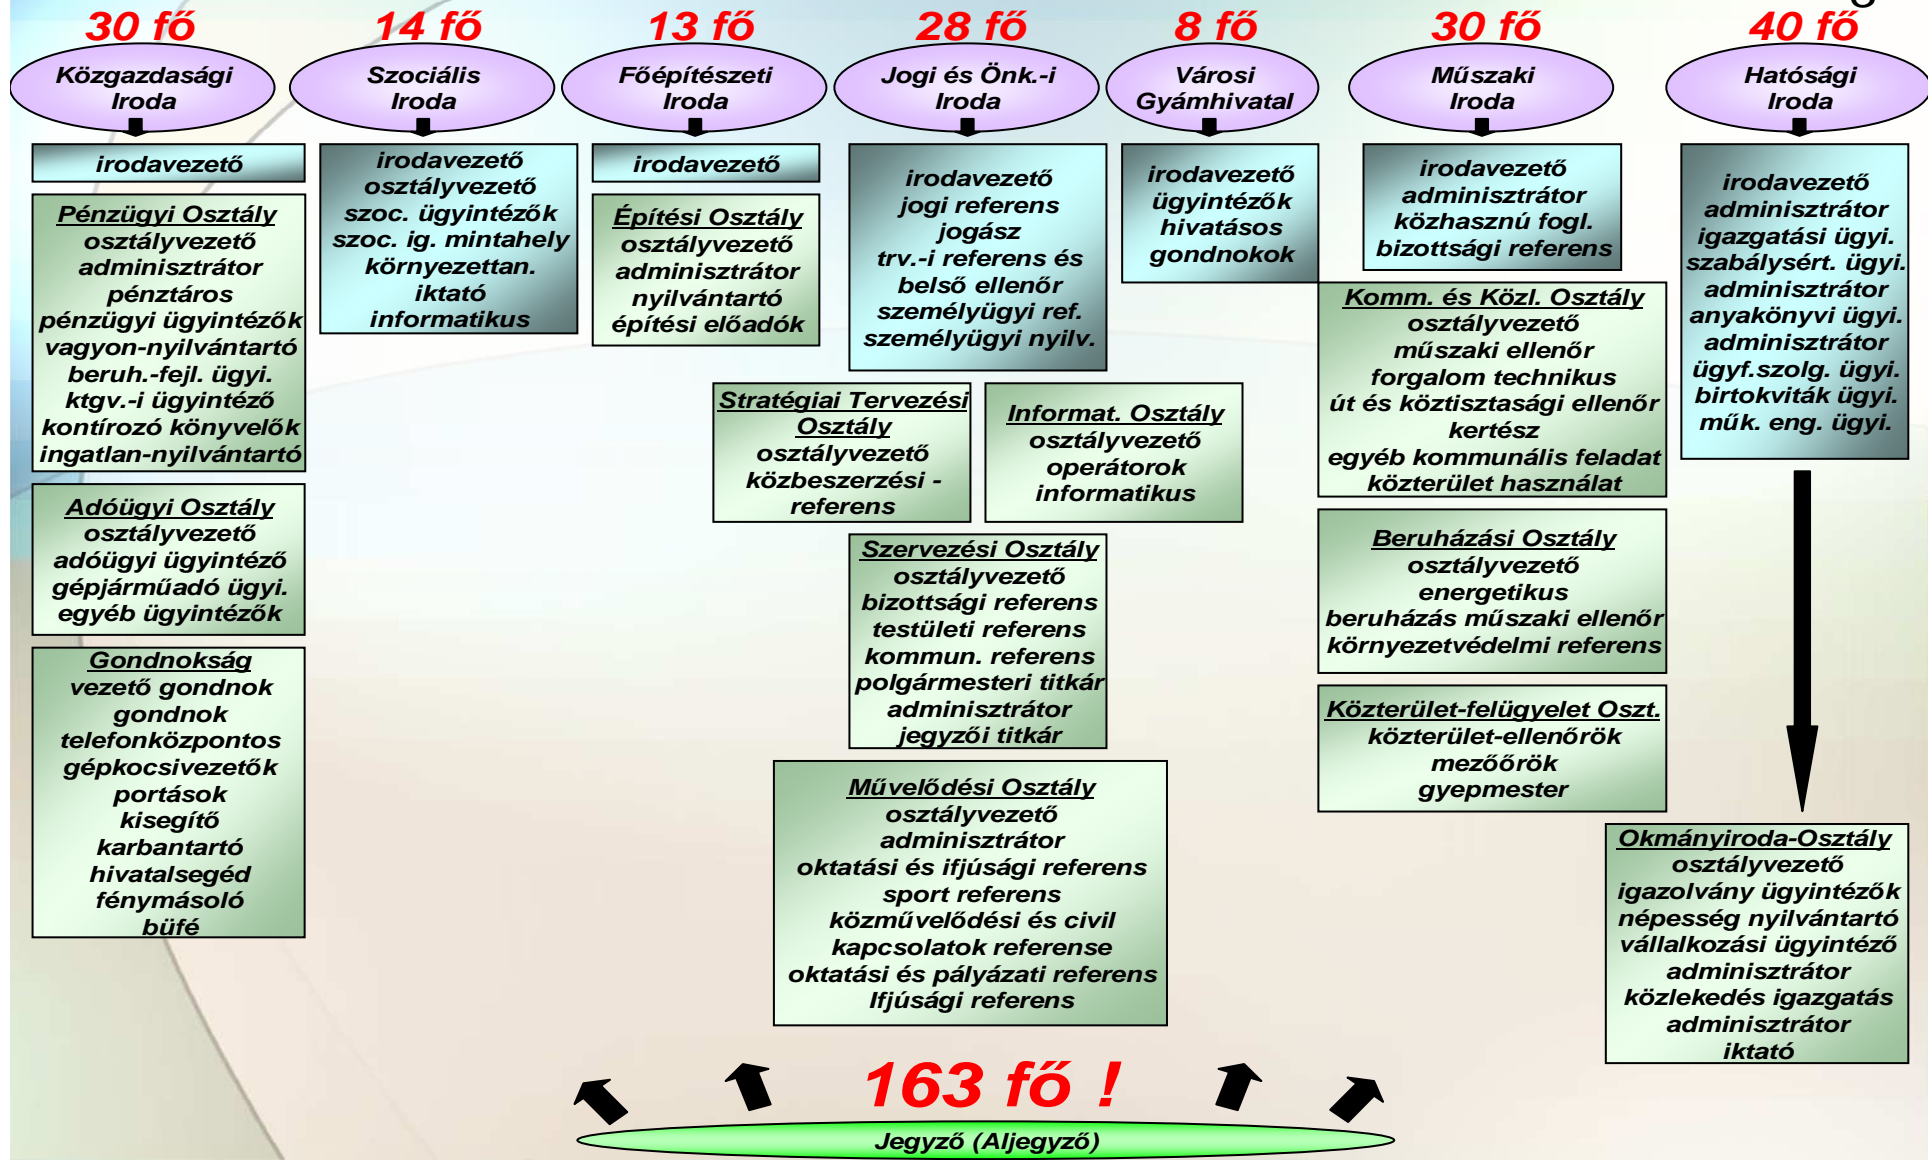 30 fő
14 fő
13 fő
28 fő
8 fő
30 fő
40 fő
Közgazdasági
Iroda
Szociális
Iroda
Főépítészeti
Iroda
Jogi és Önk.-i
Iroda
Városi
Gyámhivatal
Műszaki
Iroda
Hatósági
Iroda
irodavezető
Pénzügyi Osztály
osztályvezető
adminisztrátor
pénztáros
pénzügyi ügyintézők
vagyon-nyilvántartó
beruh.-fejl. ügyi.
ktgv.-i ügyintéző
kontírozó könyvelők
ingatlan-nyilvántartó
Adóügyi Osztály
osztályvezető
adóügyi ügyintéző
gépjárműadó ügyi.
egyéb ügyintézők
Gondnokság
vezető gondnok
gondnok
telefonközpontos
gépkocsivezetők
portások
kisegítő
karbantartó
hivatalsegéd
fénymásoló
büfé
irodavezető
osztályvezető
szoc. ügyintézők
szoc. ig. mintahely
környezettan.
iktató
informatikus
irodavezető
Építési Osztály
osztályvezető
adminisztrátor
nyilvántartó
építési előadók
irodavezető
jogi referens
jogász
trv.-i referens és
belső ellenőr
személyügyi ref.
személyügyi nyilv.
Stratégiai Tervezési
Osztály
osztályvezető
közbeszerzési -
referens
Informat. Osztály
osztályvezető
operátorok
informatikus
Szervezési Osztály
osztályvezető
bizottsági referens
testületi referens
kommun. referens
polgármesteri titkár
adminisztrátor
jegyzői titkár
Művelődési Osztály
osztályvezető
adminisztrátor
oktatási és ifjúsági referens
sport referens
közművelődési és civil
kapcsolatok referense
oktatási és pályázati referens
Ifjúsági referens
irodavezető
ügyintézők
hivatásos
gondnokok
irodavezető
adminisztrátor
közhasznú fogl.
bizottsági referens
Komm. és Közl. Osztály
osztályvezető
műszaki ellenőr
forgalom technikus
út és köztisztasági ellenőr
kertész
egyéb kommunális feladat
közterület használat
Beruházási Osztály
osztályvezető
energetikus
beruházás műszaki ellenőr
környezetvédelmi referens
Közterület-felügyelet Oszt.
közterület-ellenőrök
mezőőrök
gyepmester
irodavezető
adminisztrátor
igazgatási ügyi.
szabálysért. ügyi.
adminisztrátor
anyakönyvi ügyi.
adminisztrátor
ügyf.szolg. ügyi.
birtokviták ügyi.
műk. eng. ügyi.
Okmányiroda-Osztály
osztályvezető
igazolvány ügyintézők
népesség nyilvántartó
vállalkozási ügyintéző
adminisztrátor
közlekedés igazgatás
adminisztrátor
iktató
163 fő !
Jegyző (Aljegyző)